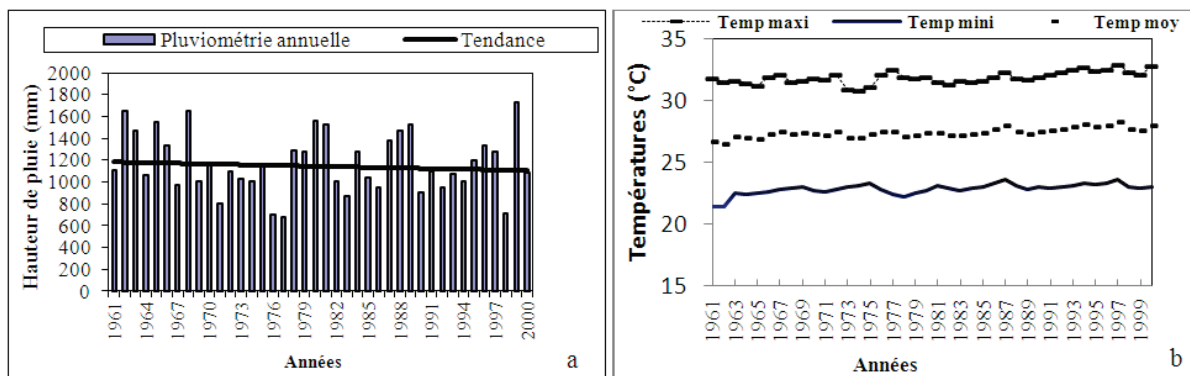 Pluviométrie annuelle Tendance
2000
1800
1600
1400
1200
1000
800
600
400
200
0
Hauteur de pluie (mm)
1961 1964 1967 1970 1973 1976 1979 1982 1985 1988 1991 1994 1997 2000
Années
a
Temp maxi Temp mini Temp moy
35
30
25
20
15
Températures (°C)
1961 1963 1965 1967 1969 1971 1973 1975 1977 1979 1981 1983 1985 1987 1989 1991 1993 1995 1997 1999
Années
b